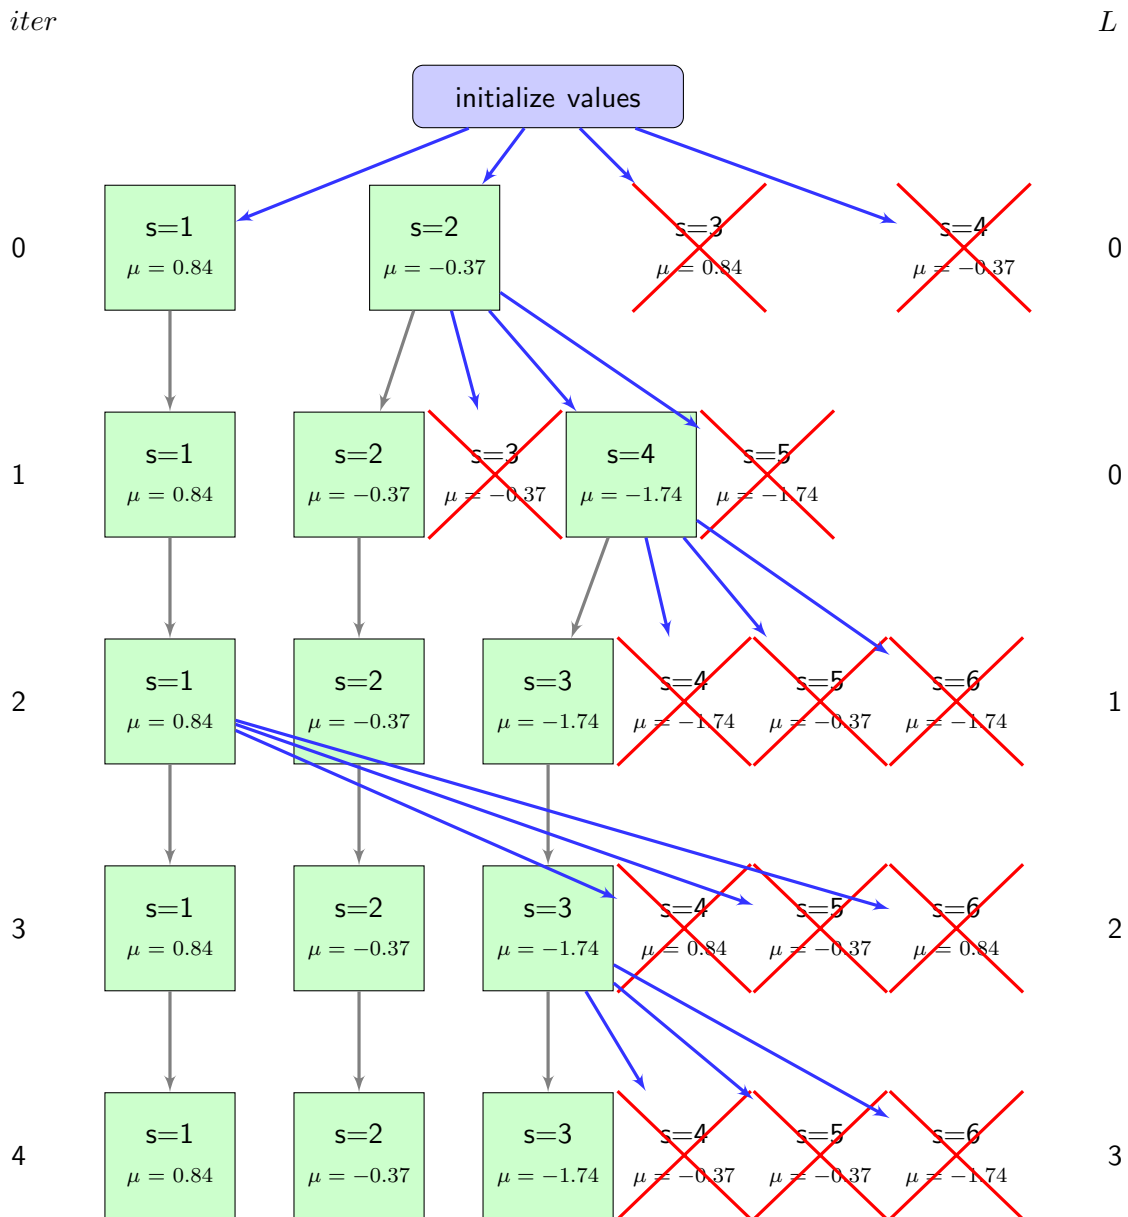 iter L
initialize values
s=1 s=2 s=3 s=4
0 μ = 0.84 μ = −0.37 μ = 0.84 μ = −0.37 0
s=1 s=2 s=3 s=4 s=5
1 μ = 0.84 μ = −0.37 μ = −0.37 μ = −1.74 μ = −1.74 0
s=1 s=2 s=3 s=4 s=5 s=6
2 μ = 0.84 μ = −0.37 μ = −1.74 μ = −1.74 μ = −0.37 μ = −1.74 1
s=1 s=2 s=3 s=4 s=5 s=6
3 μ = 0.84 μ = −0.37 μ = −1.74 μ = 0.84 μ = −0.37 μ = 0.84 2
s=1 s=2 s=3 s=4 s=5 s=6
4 μ = 0.84 μ = −0.37 μ = −1.74 μ = −0.37 μ = −0.37 μ = −1.74 3